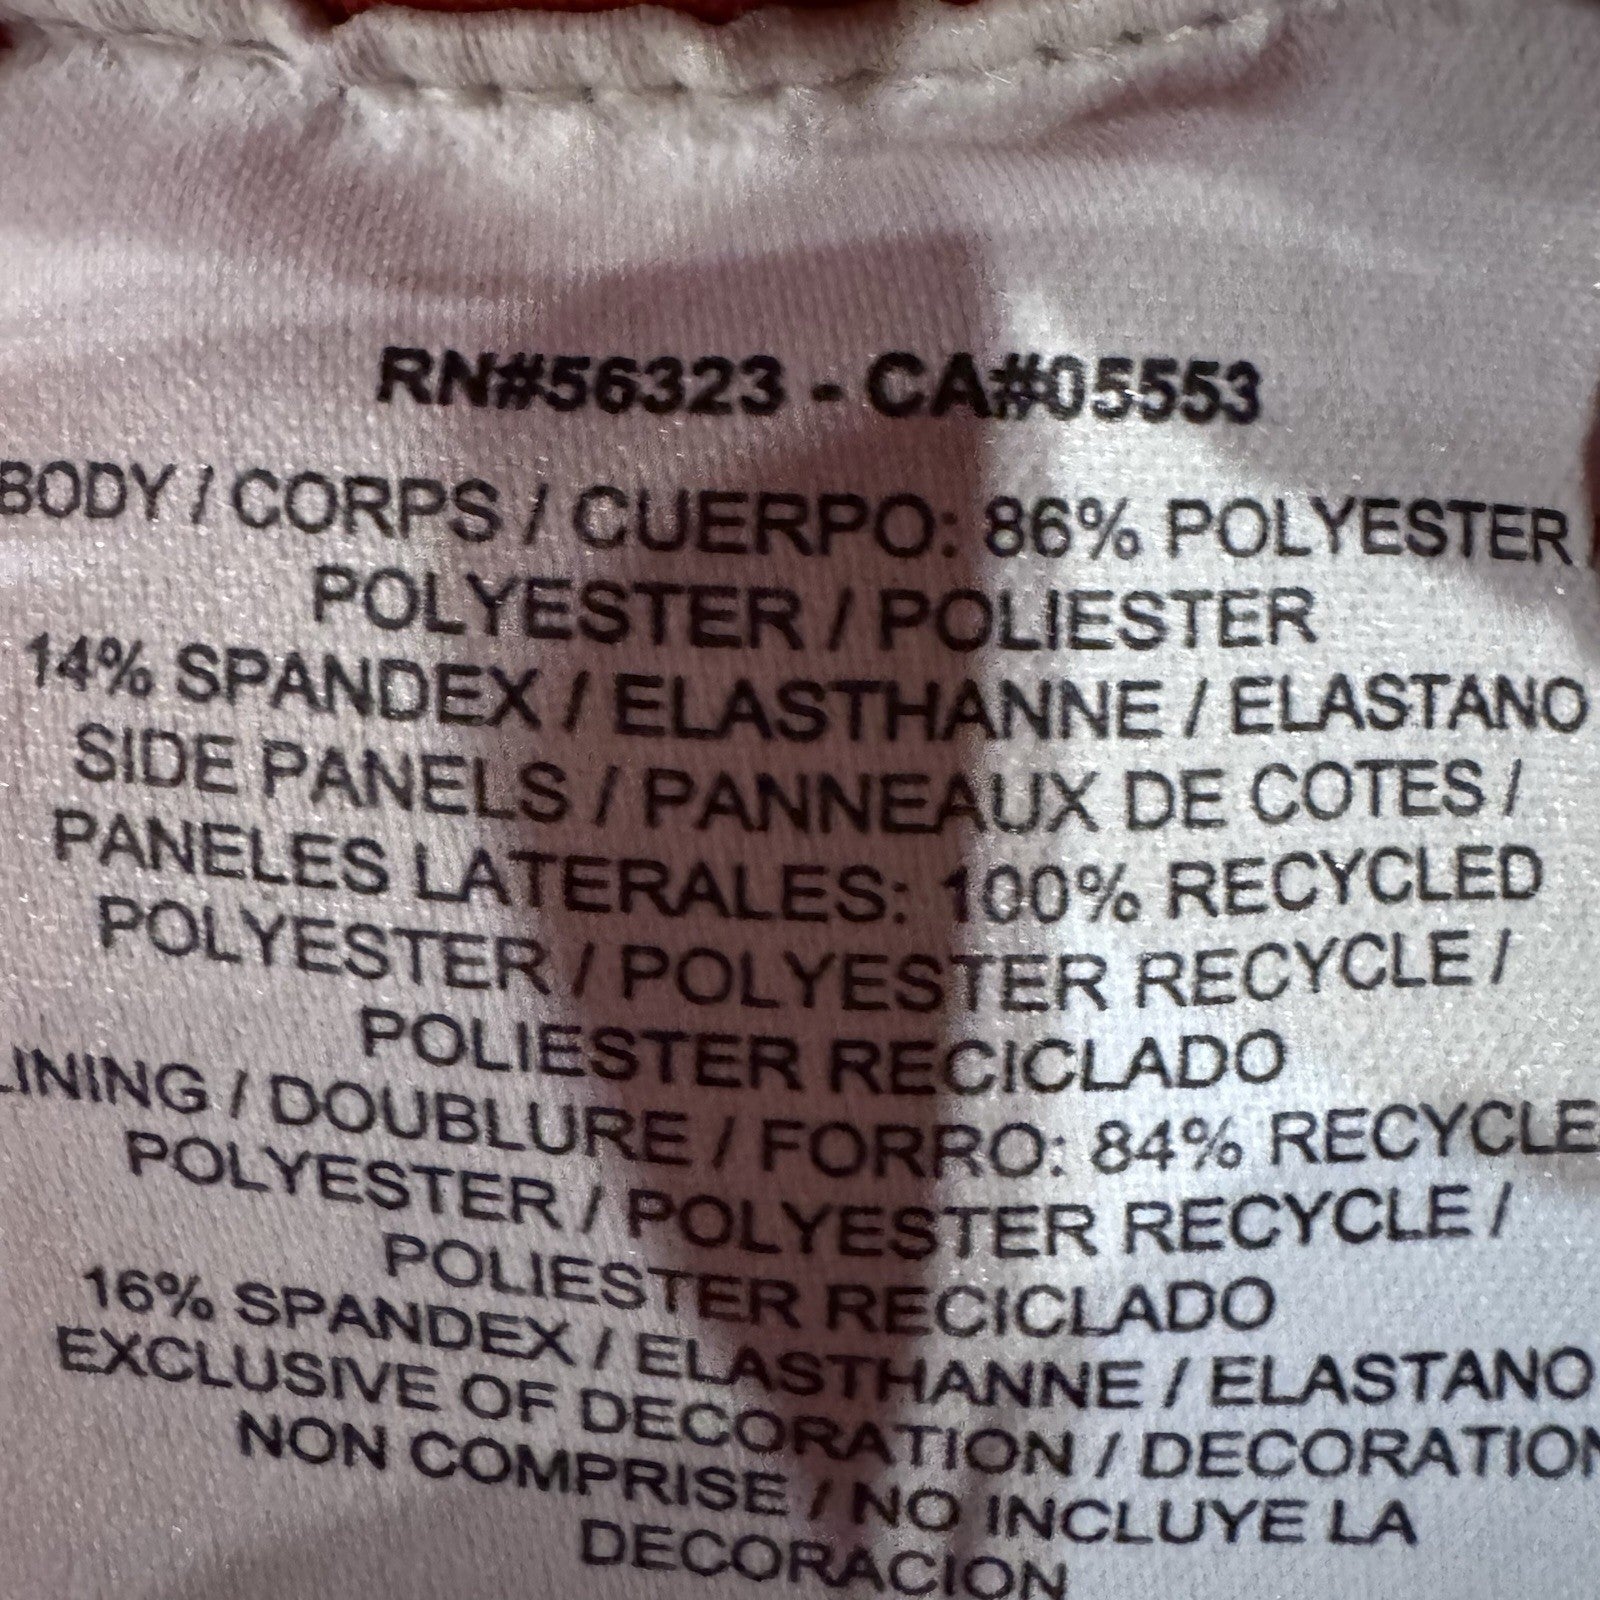 RN#56323 - CA#05553
BODY / CORPS / CUERPO: 86% POLYESTER
POLYESTER / POLIESTER
14% SPANDEX / ELASTHANNE / ELASTANO
SIDE PANELS / PANNEAUX DE COTES /
PANELES LATERALES: 100% RECYCLED
POLYESTER / POLYESTER RECYCLE /
POLIESTER RECICLADO
LINING / DOUBLURE / FORRO: 84% RECYCLE
POLYESTER / POLYESTER RECYCLE /
POLIESTER RECICLADO
16% SPANDEX / ELASTHANNE / ELASTANO
EXCLUSIVE OF DECORATION / DECORATION
NON COMPRISE / NO INCLUYE LA
DECORACION